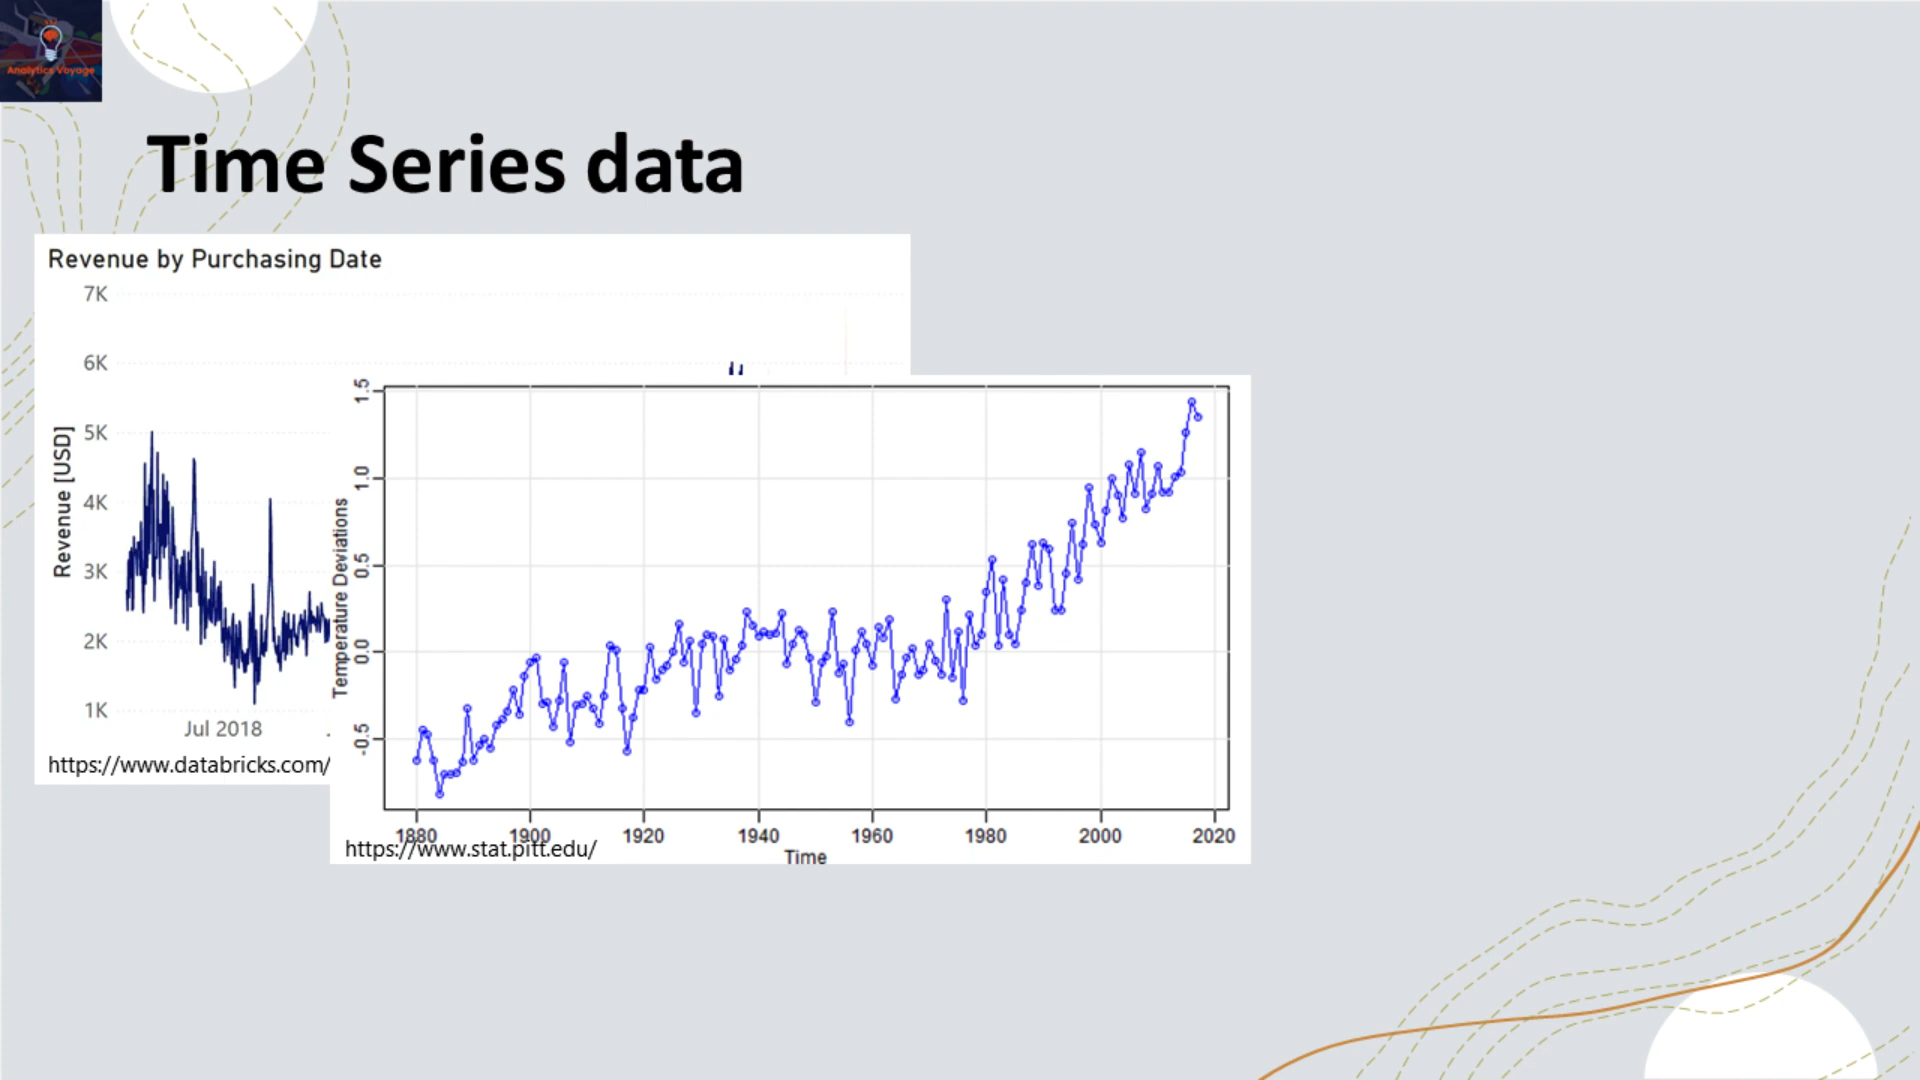 Analytics Voyage
Time Series data
Revenue by Purchasing Date
7K
6K
5K
4K
3K
2K
1K
Revenue [USD]
Jul 2018
https://www.databricks.com/
1.5
1.0
0.5
0.0
-0.5
Temperature Deviations
1880 1900 1920 1940 1960 1980 2000 2020
Time
https://www.stat.pitt.edu/